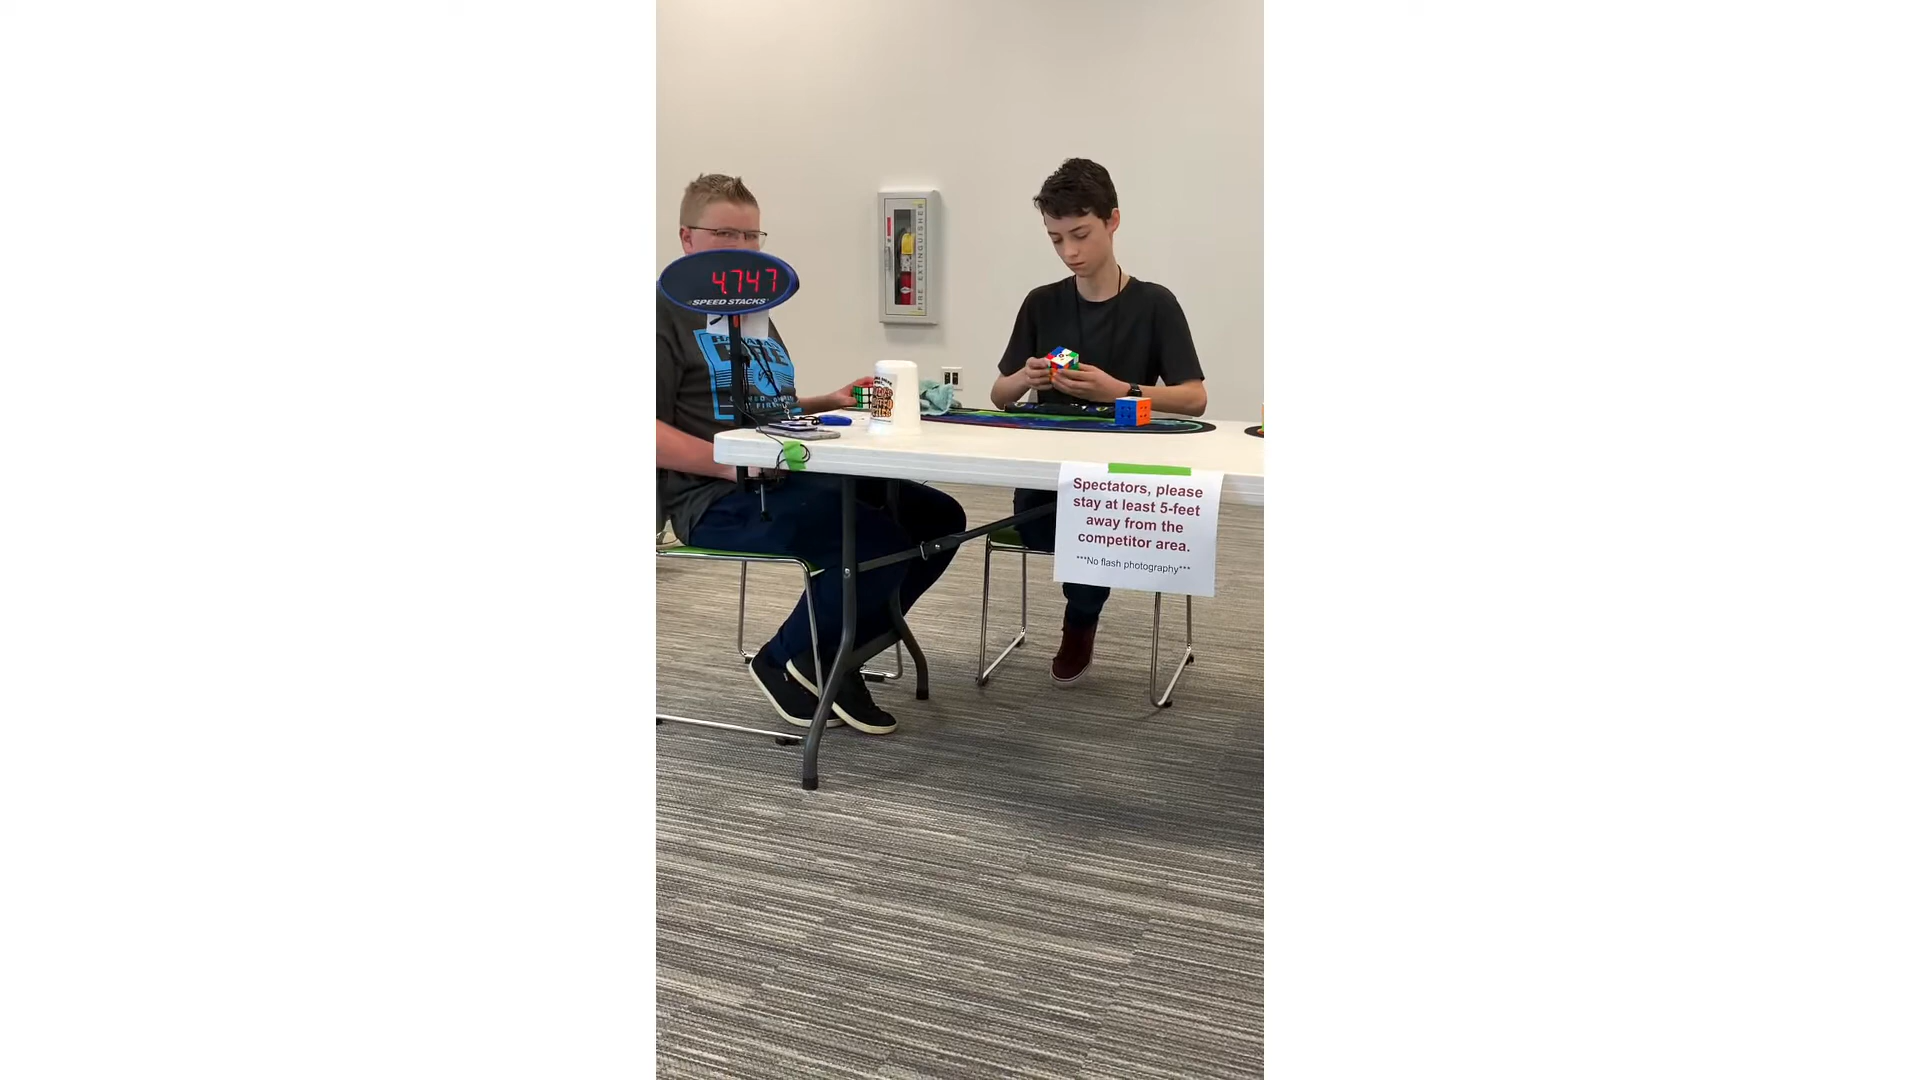 4.747
SPEED STACKS
FIRE EXTINGUISHER
Spectators, please
stay at least 5-feet
away from the
competitor area.
***No flash photography***